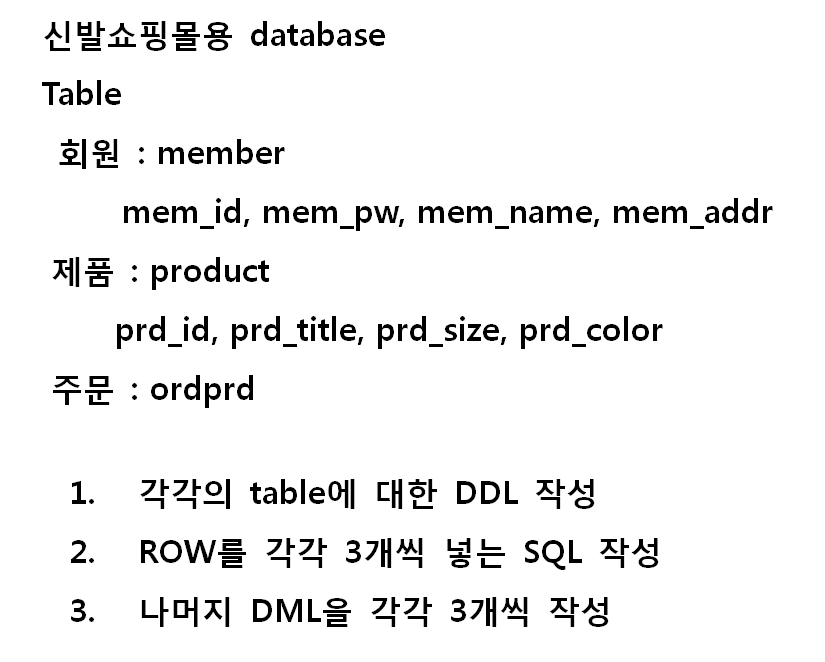 신발쇼핑몰용 database
Table
회원 : member
mem_id, mem_pw, mem_name, mem_addr
제품 : product
prd_id, prd_title, prd_size, prd_color
주문 : ordprd
1. 각각의 table에 대한 DDL 작성
2. ROW를 각각 3개씩 넣는 SQL 작성
3. 나머지 DML을 각각 3개씩 작성